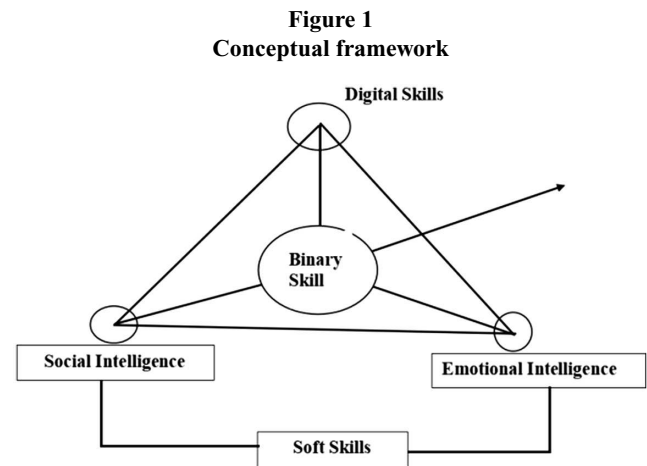 Figure 1
Conceptual framework
Digital Skills
Binary
Skill
Social Intelligence
Emotional Intelligence
Soft Skills